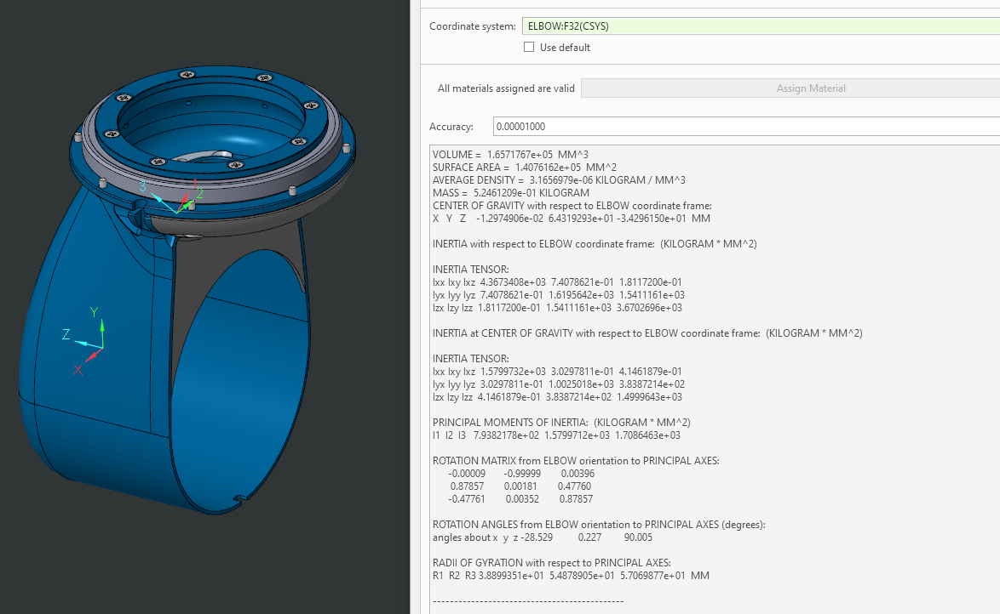 Coordinate system: ELBOW:F32(CSYS)
Use default
All materials assigned are valid Assign Material
Accuracy: 0.00001000
VOLUME = 1.6571767e+05 MM^3
SURFACE AREA = 1.4076162e+05 MM^2
AVERAGE DENSITY = 3.1656979e-06 KILOGRAM / MM^3
MASS = 5.2461209e-01 KILOGRAM
CENTER OF GRAVITY with respect to ELBOW coordinate frame:
X Y Z -1.2974906e-02 6.4319293e+01 -3.4296150e+01 MM
INERTIA with respect to ELBOW coordinate frame: (KILOGRAM * MM^2)
INERTIA TENSOR:
Ixx Ixy Ixz 4.3673408e+03 7.4078621e-01 1.8117200e-01
Iyx Iyy Iyz 7.4078621e-01 1.6195642e+03 1.5411161e+03
Izx Izy Izz 1.8117200e-01 1.5411161e+03 3.6702696e+03
INERTIA at CENTER OF GRAVITY with respect to ELBOW coordinate frame: (KILOGRAM * MM^2)
INERTIA TENSOR:
Ixx Ixy Ixz 1.5799732e+03 3.0297811e-01 4.1461879e-01
Iyx Iyy Iyz 3.0297811e-01 1.0025018e+03 3.8387214e+02
Izx Izy Izz 4.1461879e-01 3.8387214e+02 1.4999643e+03
PRINCIPAL MOMENTS OF INERTIA: (KILOGRAM * MM^2)
I1 I2 I3 7.9382178e+02 1.5799712e+03 1.7086463e+03
ROTATION MATRIX from ELBOW orientation to PRINCIPAL AXES:
-0.00009 -0.99999 0.00396
0.87857 0.00181 0.47760
-0.47761 0.00352 0.87857
ROTATION ANGLES from ELBOW orientation to PRINCIPAL AXES (degrees):
angles about x y z -28.529 0.227 90.005
RADII OF GYRATION with respect to PRINCIPAL AXES:
R1 R2 R3 3.8899351e+01 5.4878905e+01 5.7069877e+01 MM
---------------------------------------------
1
3
2
Y
Z
X